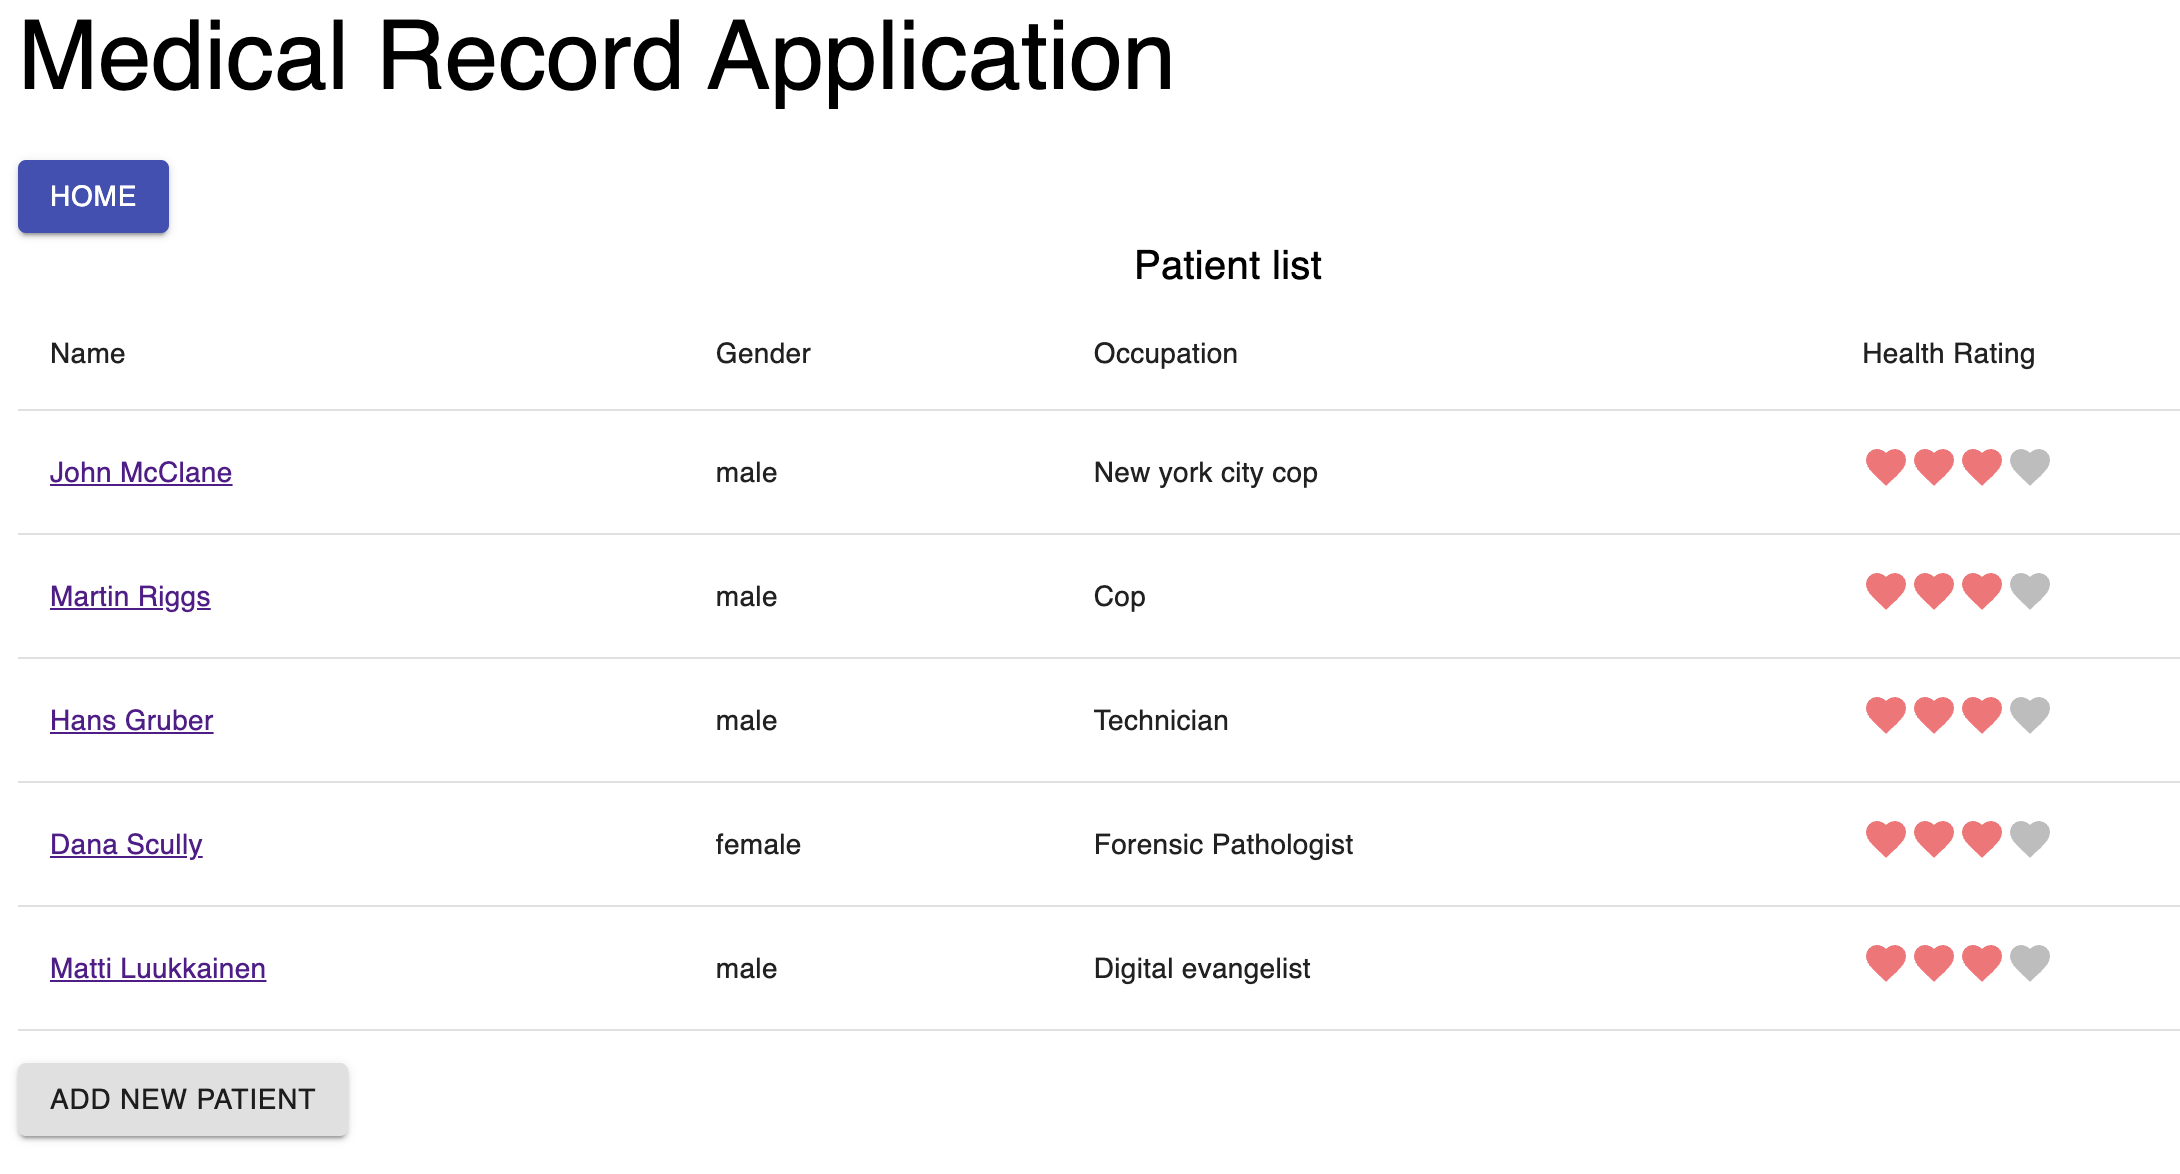 Medical Record Application
HOME
Patient list
Name Gender Occupation Health Rating
John McClane male New york city cop
Martin Riggs male Cop
Hans Gruber male Technician
Dana Scully female Forensic Pathologist
Matti Luukkainen male Digital evangelist
ADD NEW PATIENT